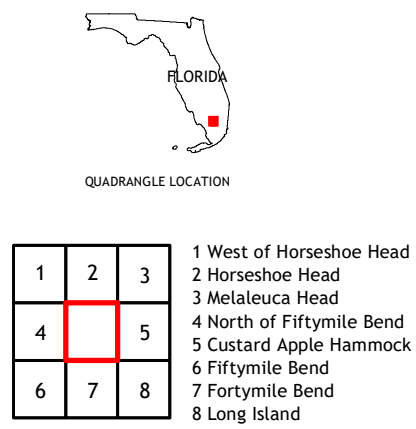 FLORIDA
QUADRANGLE LOCATION
1 2 3
4 5
6 7 8
1 West of Horseshoe Head
2 Horseshoe Head
3 Melaleuca Head
4 North of Fiftymile Bend
5 Custard Apple Hammock
6 Fiftymile Bend
7 Fortymile Bend
8 Long Island